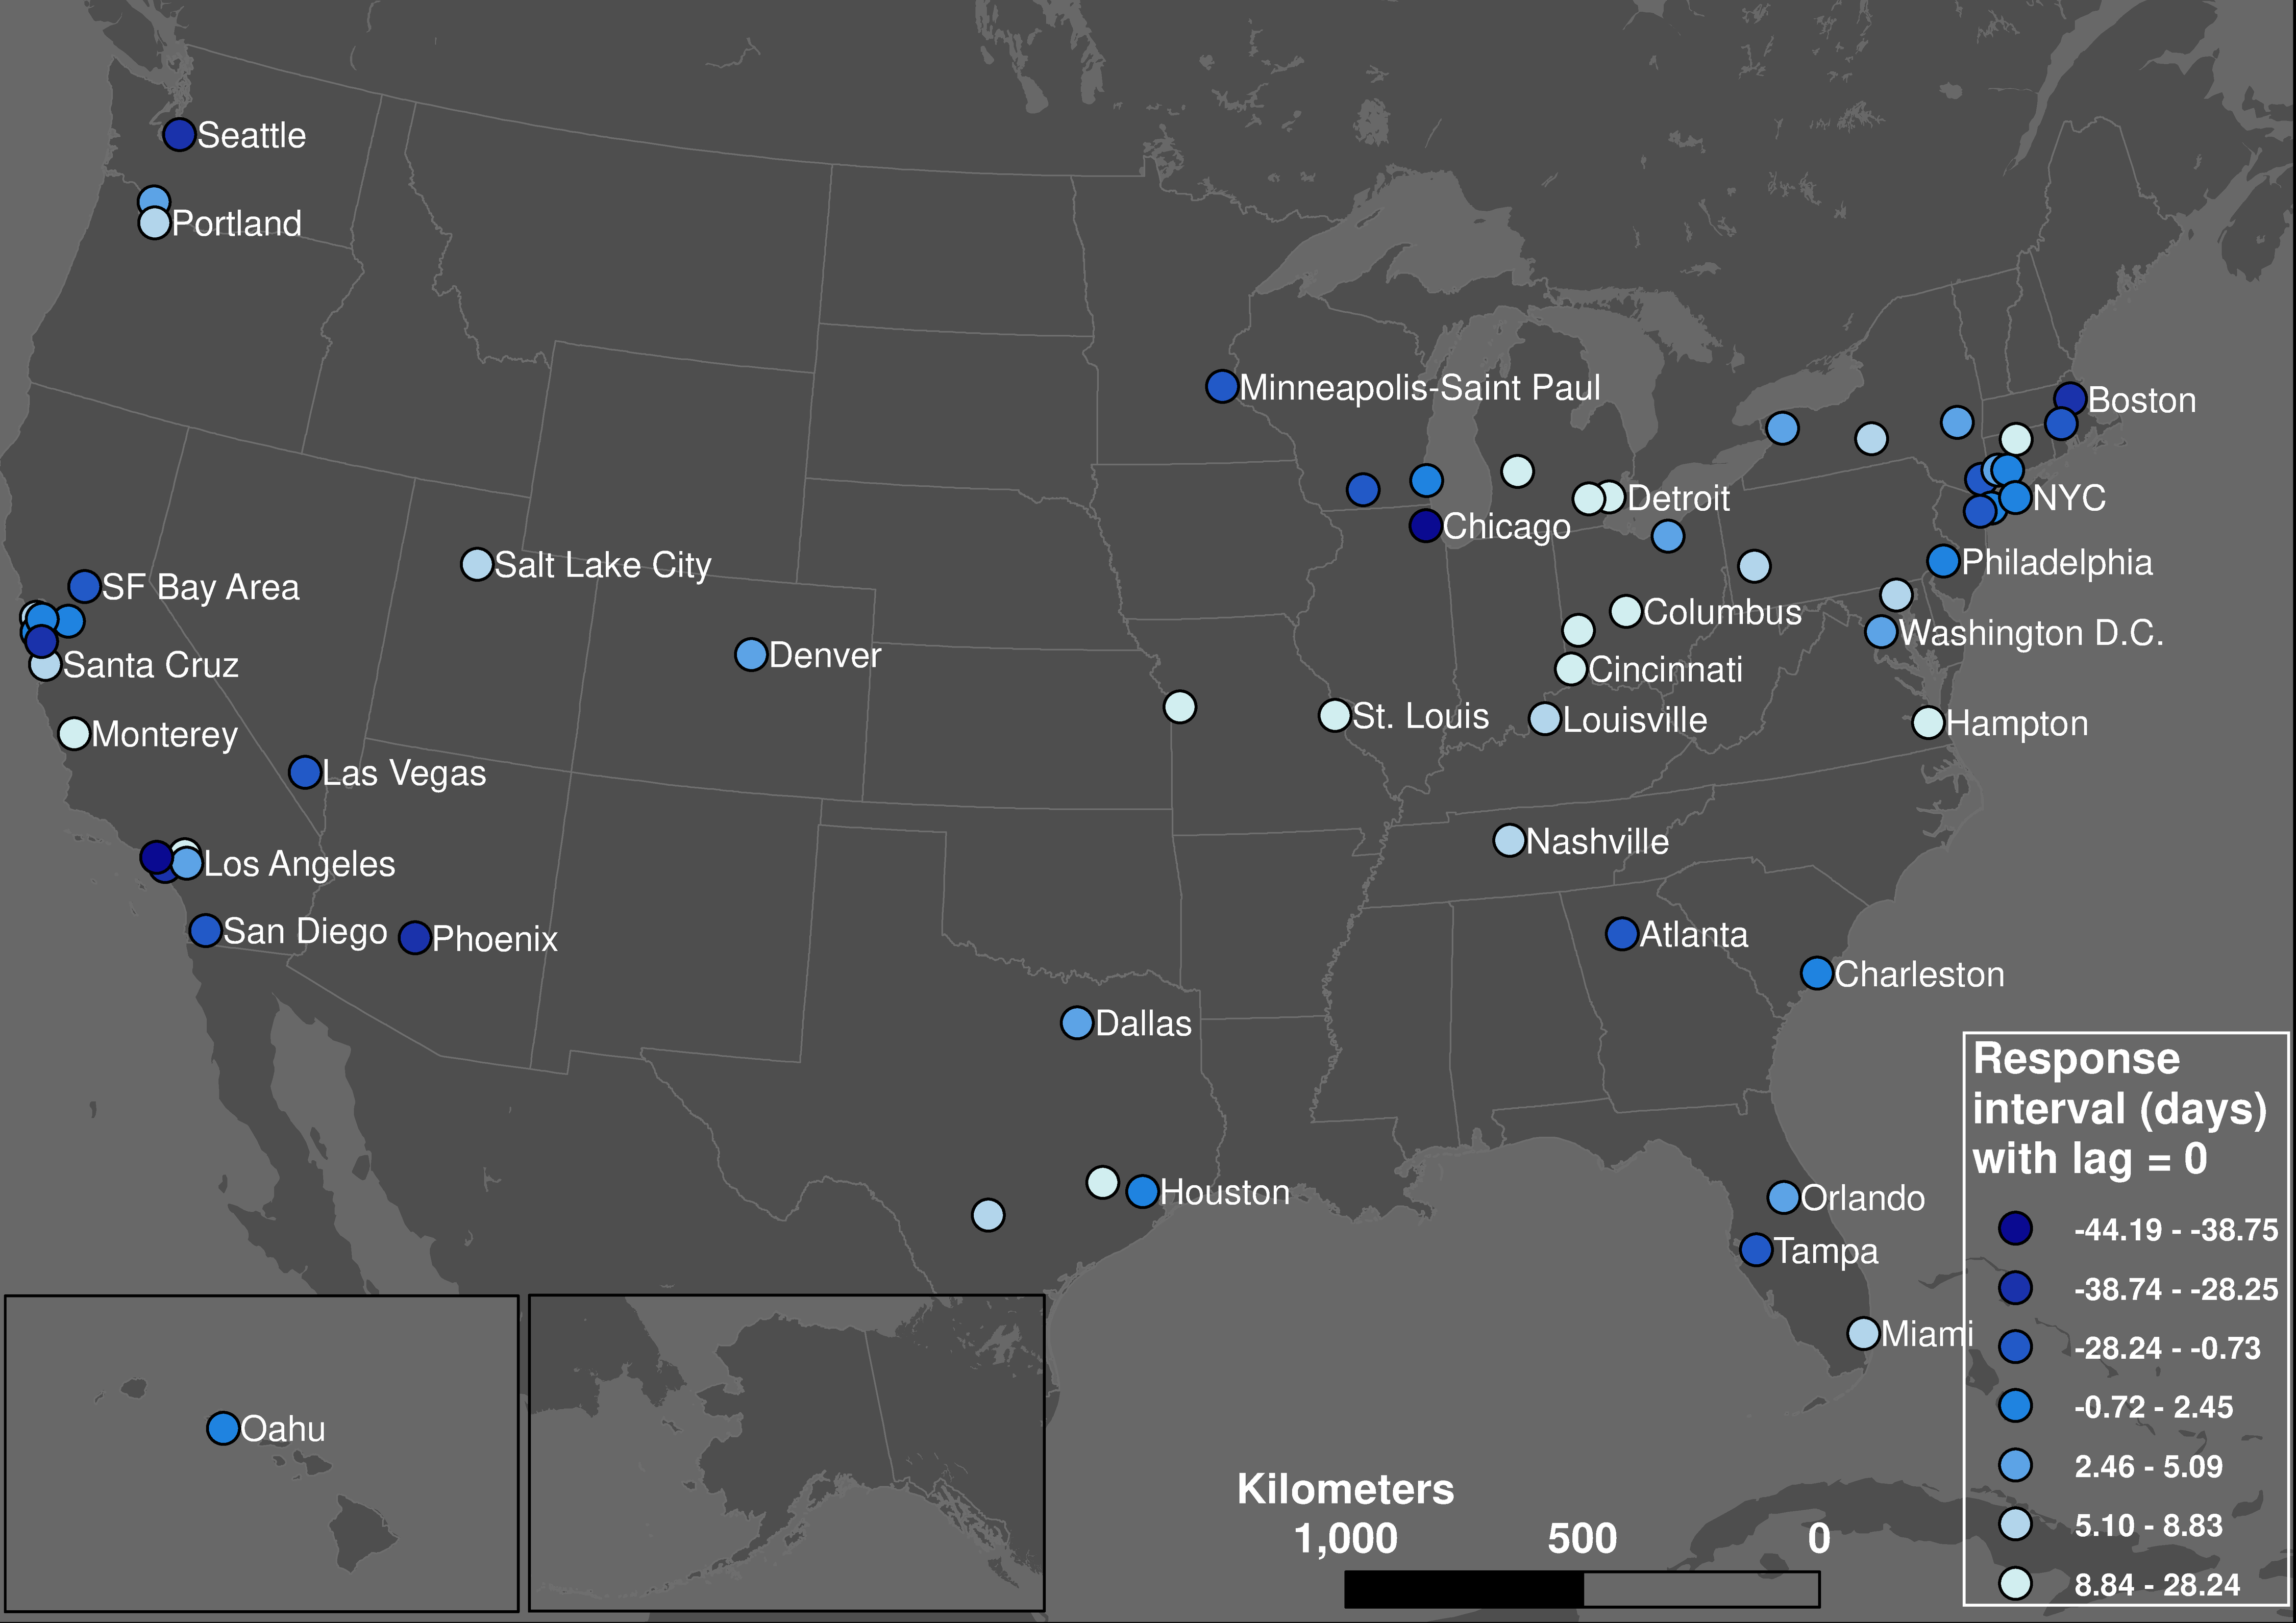 Seattle
Portland
Minneapolis-Saint Paul
Boston
Detroit
NYC
Chicago
Salt Lake City
Philadelphia
SF Bay Area
Columbus
Washington D.C.
Santa Cruz
Denver
Cincinnati
St. Louis
Louisville
Hampton
Monterey
Las Vegas
Nashville
Los Angeles
San Diego
Phoenix
Atlanta
Charleston
Dallas
Houston
Orlando
Tampa
Miami
Oahu
Response
interval (days)
with lag = 0
-44.19 - -38.75
-38.74 - -28.25
-28.24 - -0.73
-0.72 - 2.45
2.46 - 5.09
5.10 - 8.83
8.84 - 28.24
Kilometers
1,000 500 0